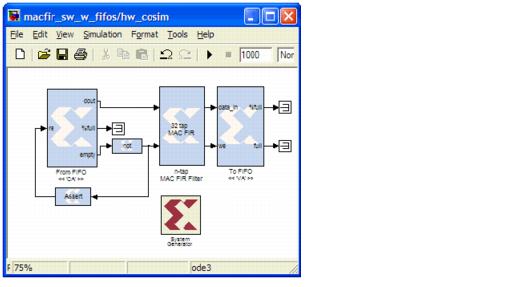 macfir_sw_w_fifos/hw_cosim
File Edit View Simulation Format Tools Help
1000 Nor
dout
re
%full
empty
not
From FIFO
<< 'CA' >>
Assert
32 tap
MAC FIR
n-tap
MAC FIR Filter
data_in
we
%full
full
To FIFO
<< 'VA' >>
System
Generator
75% ode3